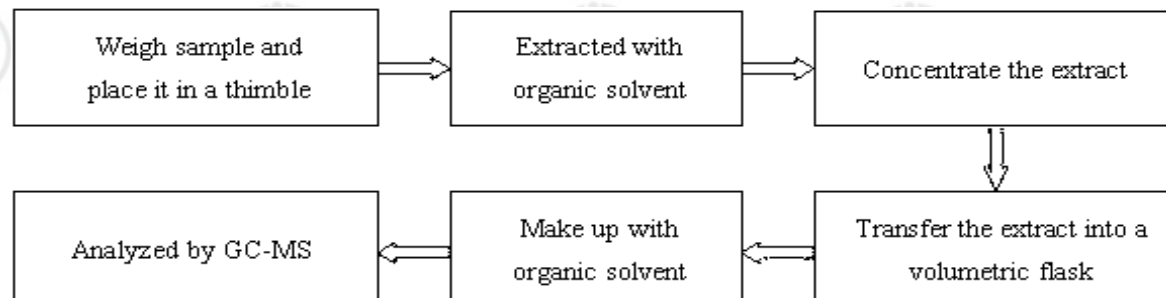 Weigh sample and
place it in a thimble
Extracted with
organic solvent
Concentrate the extract
Transfer the extract into a
volumetric flask
Make up with
organic solvent
Analyzed by GC-MS